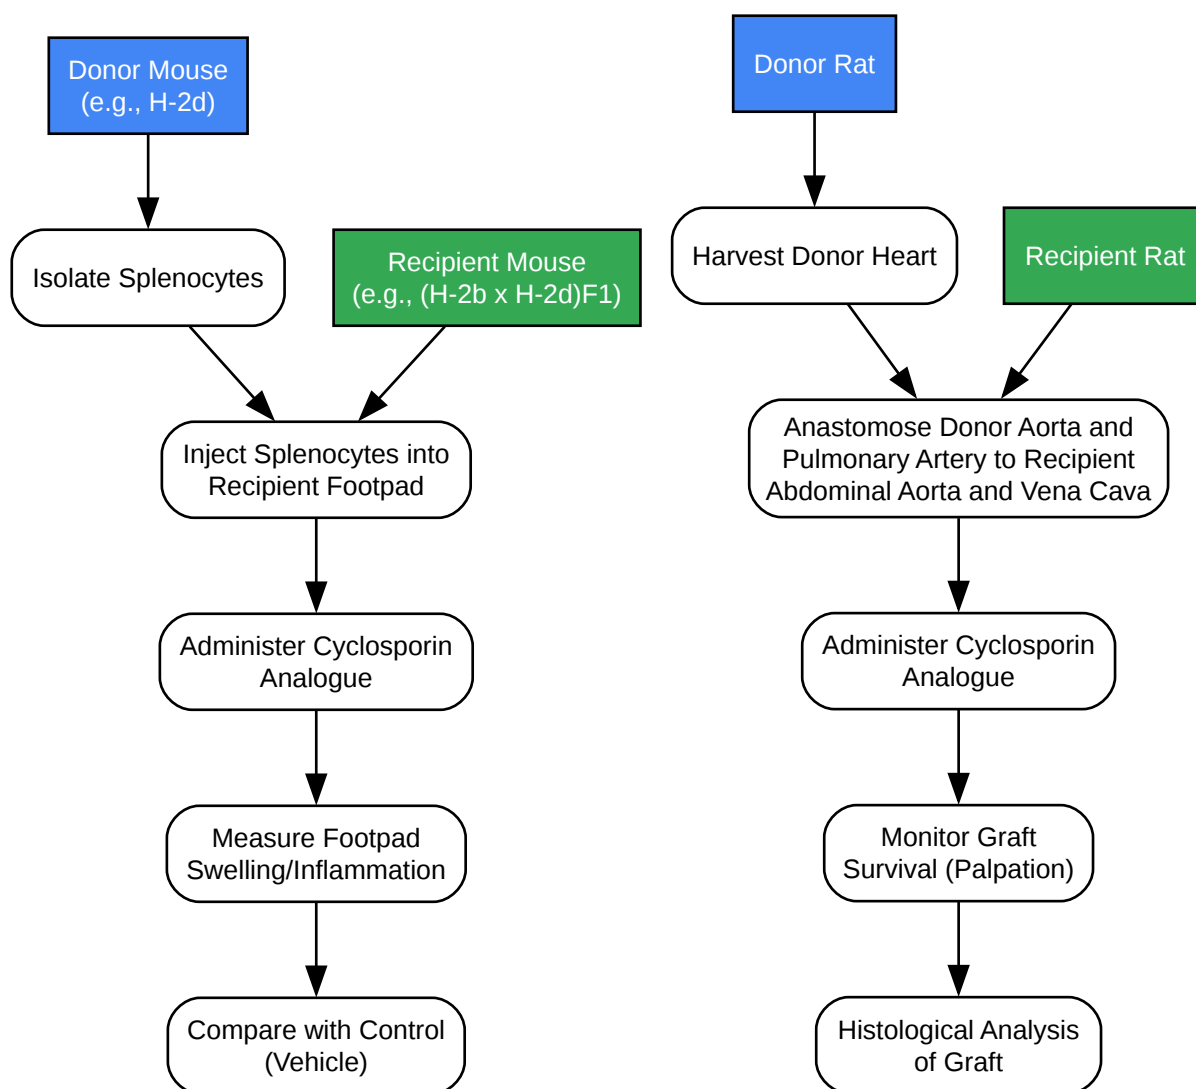 Donor Mouse
(e.g., H-2d)
Isolate Splenocytes
Recipient Mouse
(e.g., (H-2b x H-2d)F1)
Inject Splenocytes into
Recipient Footpad
Administer Cyclosporin
Analogue
Measure Footpad
Swelling/Inflammation
Compare with Control
(Vehicle)
Donor Rat
Harvest Donor Heart
Recipient Rat
Anastomose Donor Aorta and
Pulmonary Artery to Recipient
Abdominal Aorta and Vena Cava
Administer Cyclosporin
Analogue
Monitor Graft
Survival (Palpation)
Histological Analysis
of Graft